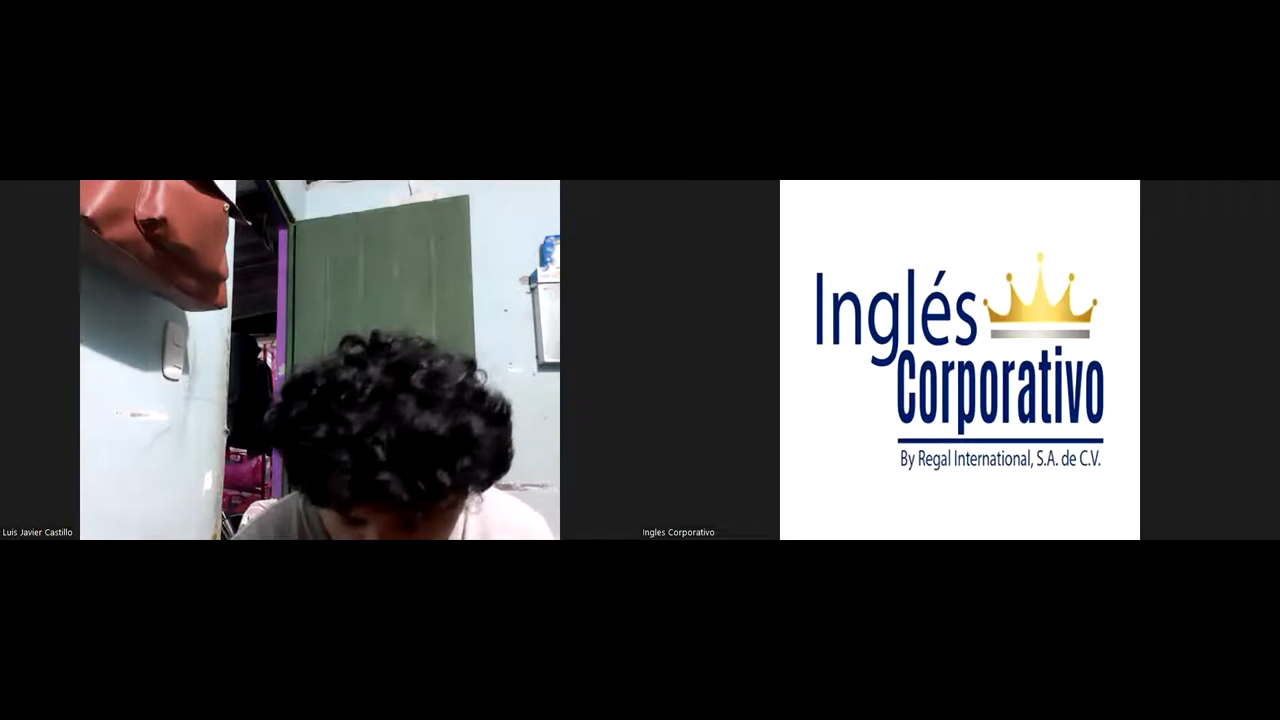 Inglés
Corporativo
By Regal International, S.A. de C.V.
Luis Javier Castillo
Ingles Corporativo